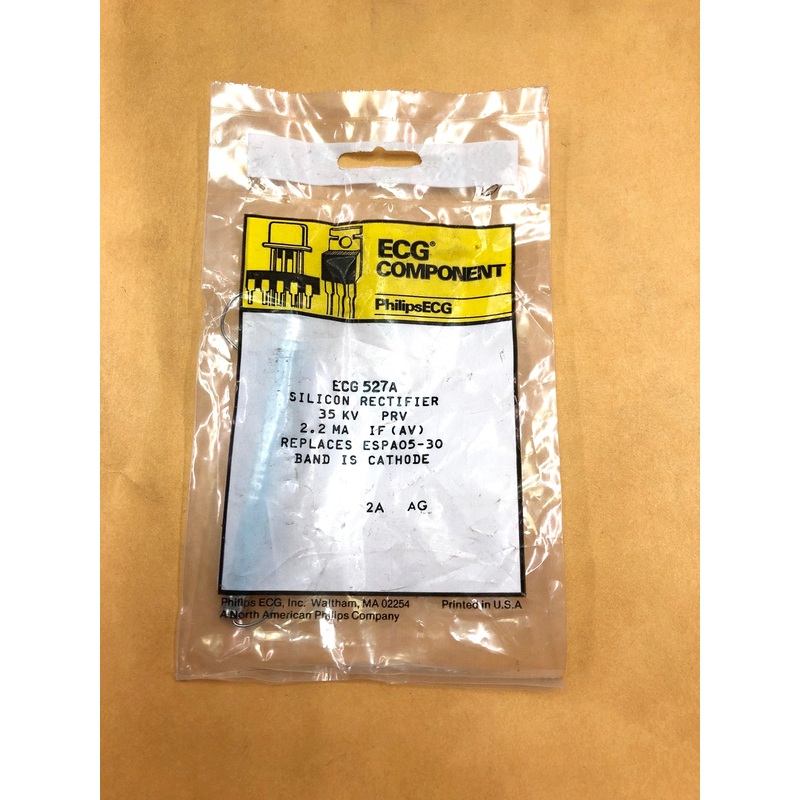 ECG®
COMPONENT
PhilipsECG
ECG 527A
SILICON RECTIFIER
35 KV PRV
2.2 MA IF (AV)
REPLACES ESPA05-30
BAND IS CATHODE
2A AG
Philips ECG, Inc. Waltham, MA 02254 Printed in U.S.A
A North American Philips Company